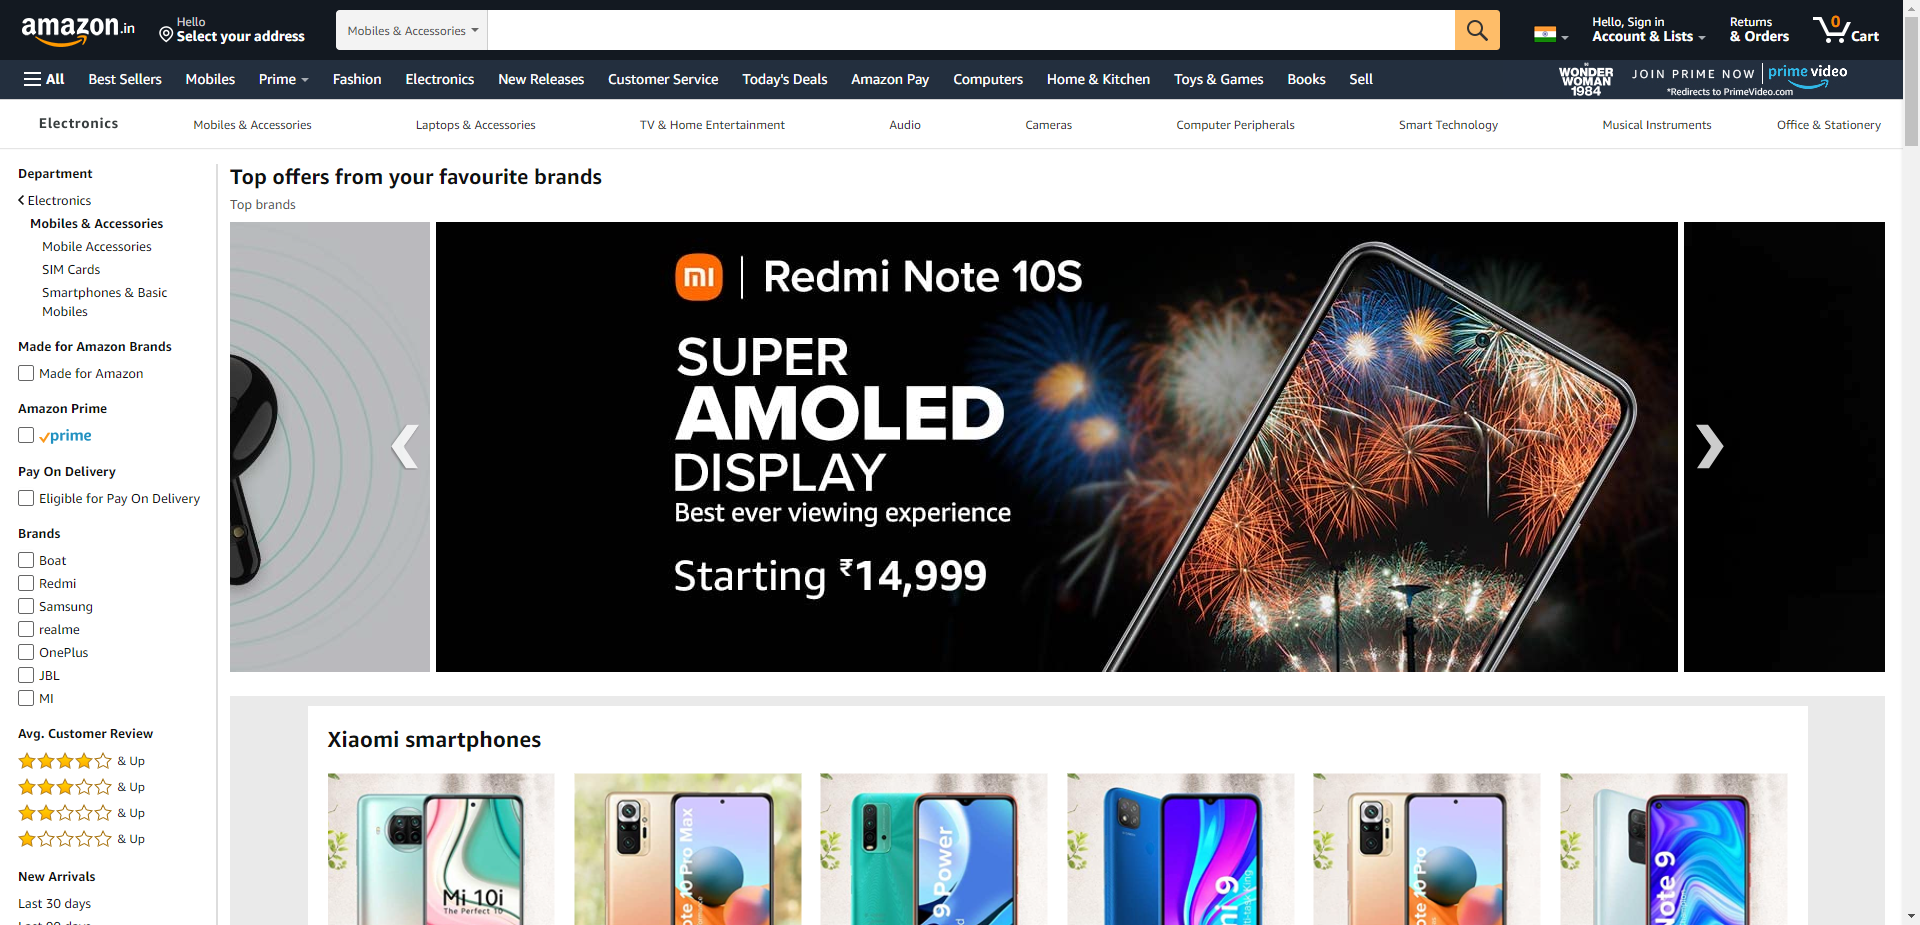 amazon.in
Hello
Select your address
Mobiles & Accessories
Hello, Sign in
Account & Lists
Returns
& Orders
0
Cart
All
Best Sellers
Mobiles
Prime
Fashion
Electronics
New Releases
Customer Service
Today's Deals
Amazon Pay
Computers
Home & Kitchen
Toys & Games
Books
Sell
WONDER
WOMAN
1984
JOIN PRIME NOW
prime video
*Redirects to PrimeVideo.com
Electronics
Mobiles & Accessories
Laptops & Accessories
TV & Home Entertainment
Audio
Cameras
Computer Peripherals
Smart Technology
Musical Instruments
Office & Stationery
Department
Electronics
Mobiles & Accessories
Mobile Accessories
SIM Cards
Smartphones & Basic
Mobiles
Made for Amazon Brands
Made for Amazon
Amazon Prime
prime
Pay On Delivery
Eligible for Pay On Delivery
Brands
Boat
Redmi
Samsung
realme
OnePlus
JBL
MI
Avg. Customer Review
& Up
& Up
& Up
& Up
New Arrivals
Last 30 days
Last 90 days
Top offers from your favourite brands
Top brands
mi
Redmi Note 10S
SUPER
AMOLED
DISPLAY
Best ever viewing experience
Starting ₹14,999
Xiaomi smartphones
Mi 10i
The Perfect 10
ote 10 Pro Max
9 Power
mi 9
ote 10 Pro
Note 9